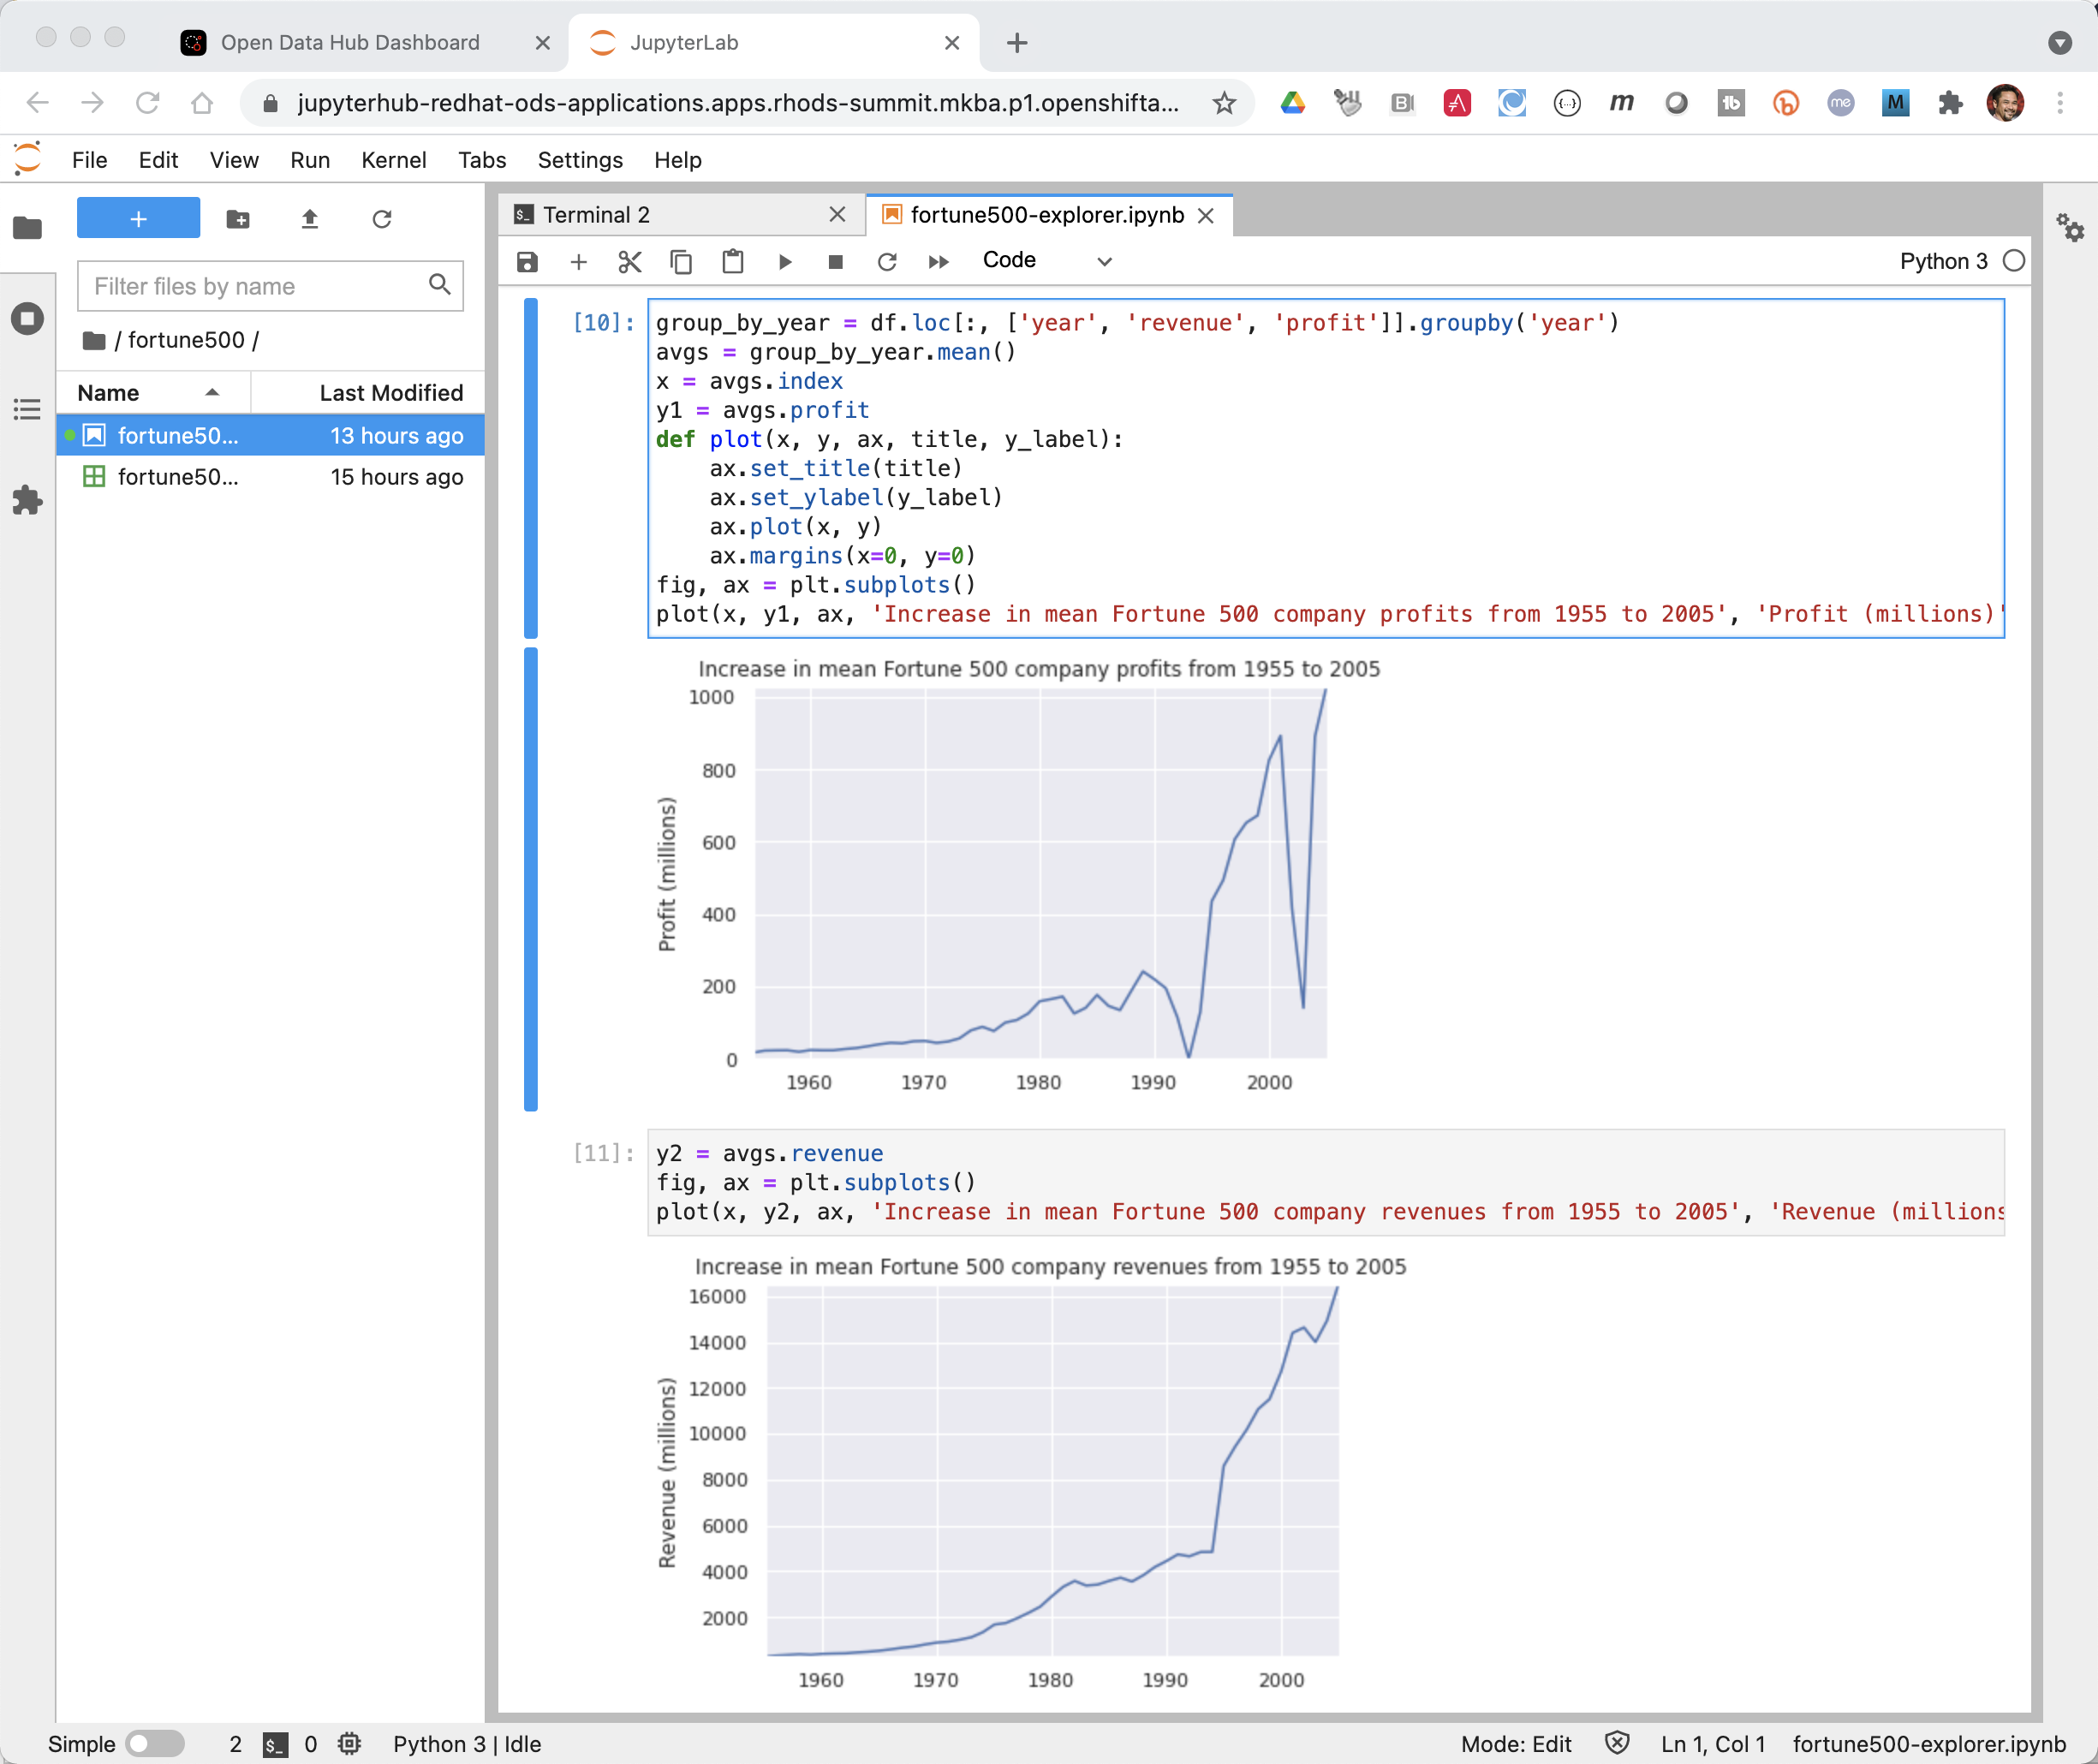 Open Data Hub Dashboard
JupyterLab
jupyterhub-redhat-ods-applications.apps.rhods-summit.mkba.p1.openshifta...
File Edit View Run Kernel Tabs Settings Help
Terminal 2
fortune500-explorer.ipynb
Code
Python 3
Filter files by name
/ fortune500 /
Name Last Modified
fortune50... 13 hours ago
fortune50... 15 hours ago
[10]:
group_by_year = df.loc[:, ['year', 'revenue', 'profit']].groupby('year')
avgs = group_by_year.mean()
x = avgs.index
y1 = avgs.profit
def plot(x, y, ax, title, y_label):
    ax.set_title(title)
    ax.set_ylabel(y_label)
    ax.plot(x, y)
    ax.margins(x=0, y=0)
fig, ax = plt.subplots()
plot(x, y1, ax, 'Increase in mean Fortune 500 company profits from 1955 to 2005', 'Profit (millions)'
Increase in mean Fortune 500 company profits from 1955 to 2005
Profit (millions)
1000
800
600
400
200
0
1960 1970 1980 1990 2000
[11]:
y2 = avgs.revenue
fig, ax = plt.subplots()
plot(x, y2, ax, 'Increase in mean Fortune 500 company revenues from 1955 to 2005', 'Revenue (millions
Increase in mean Fortune 500 company revenues from 1955 to 2005
Revenue (millions)
16000
14000
12000
10000
8000
6000
4000
2000
1960 1970 1980 1990 2000
Simple 2 $_ 0 Python 3 | Idle Mode: Edit Ln 1, Col 1 fortune500-explorer.ipynb